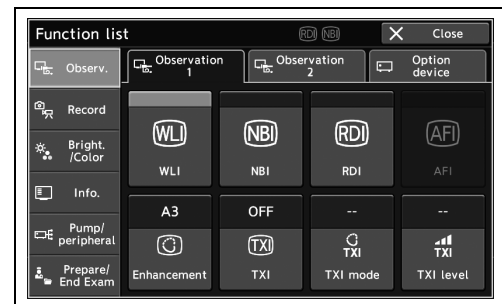 Function list
RDI NBI
Close
Observ.
Observation
1
Observation
2
Option
device
Record
Bright.
/Color
Info.
Pump/
peripheral
Prepare/
End Exam
WLI
NBI
RDI
AFI
WLI
NBI
RDI
AFI
A3
OFF
--
--
TXI
TXI
TXI
Enhancement
TXI
TXI mode
TXI level